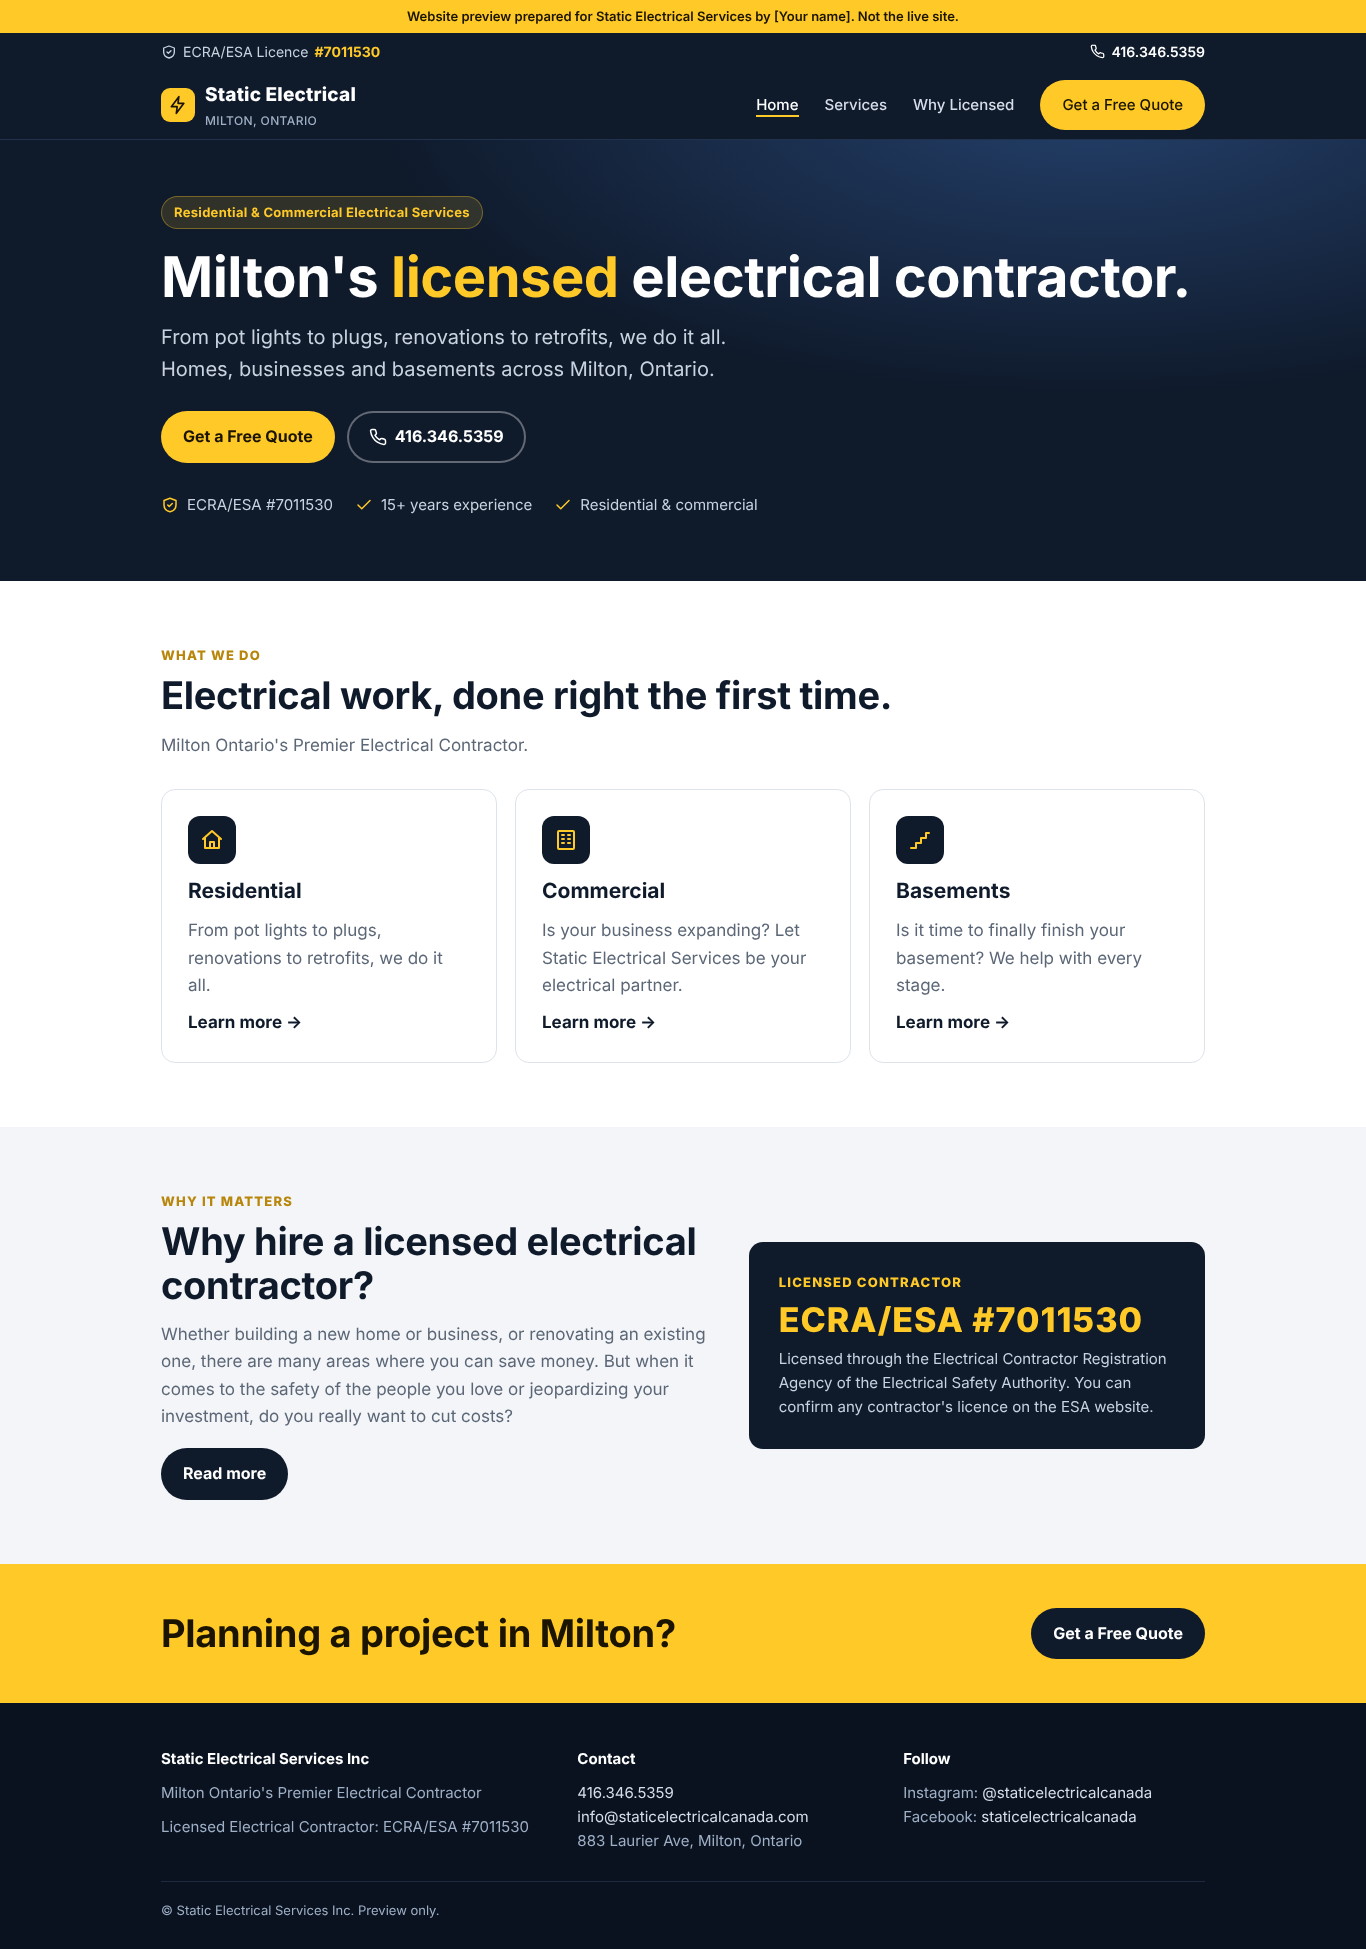 Website preview prepared for Static Electrical Services by [Your name]. Not the live site.
ECRA/ESA Licence #7011530
416.346.5359
Static Electrical
MILTON, ONTARIO
Home
Services
Why Licensed
Get a Free Quote
Residential & Commercial Electrical Services
Milton's licensed electrical contractor.
From pot lights to plugs, renovations to retrofits, we do it all.
Homes, businesses and basements across Milton, Ontario.
Get a Free Quote
416.346.5359
ECRA/ESA #7011530
15+ years experience
Residential & commercial
WHAT WE DO
Electrical work, done right the first time.
Milton Ontario's Premier Electrical Contractor.
Residential
From pot lights to plugs,
renovations to retrofits, we do it
all.
Learn more →
Commercial
Is your business expanding? Let
Static Electrical Services be your
electrical partner.
Learn more →
Basements
Is it time to finally finish your
basement? We help with every
stage.
Learn more →
WHY IT MATTERS
Why hire a licensed electrical
contractor?
Whether building a new home or business, or renovating an existing
one, there are many areas where you can save money. But when it
comes to the safety of the people you love or jeopardizing your
investment, do you really want to cut costs?
Read more
LICENSED CONTRACTOR
ECRA/ESA #7011530
Licensed through the Electrical Contractor Registration
Agency of the Electrical Safety Authority. You can
confirm any contractor's licence on the ESA website.
Planning a project in Milton?
Get a Free Quote
Static Electrical Services Inc
Milton Ontario's Premier Electrical Contractor
Licensed Electrical Contractor: ECRA/ESA #7011530
Contact
416.346.5359
info@staticelectricalcanada.com
883 Laurier Ave, Milton, Ontario
Follow
Instagram: @staticelectricalcanada
Facebook: staticelectricalcanada
© Static Electrical Services Inc. Preview only.